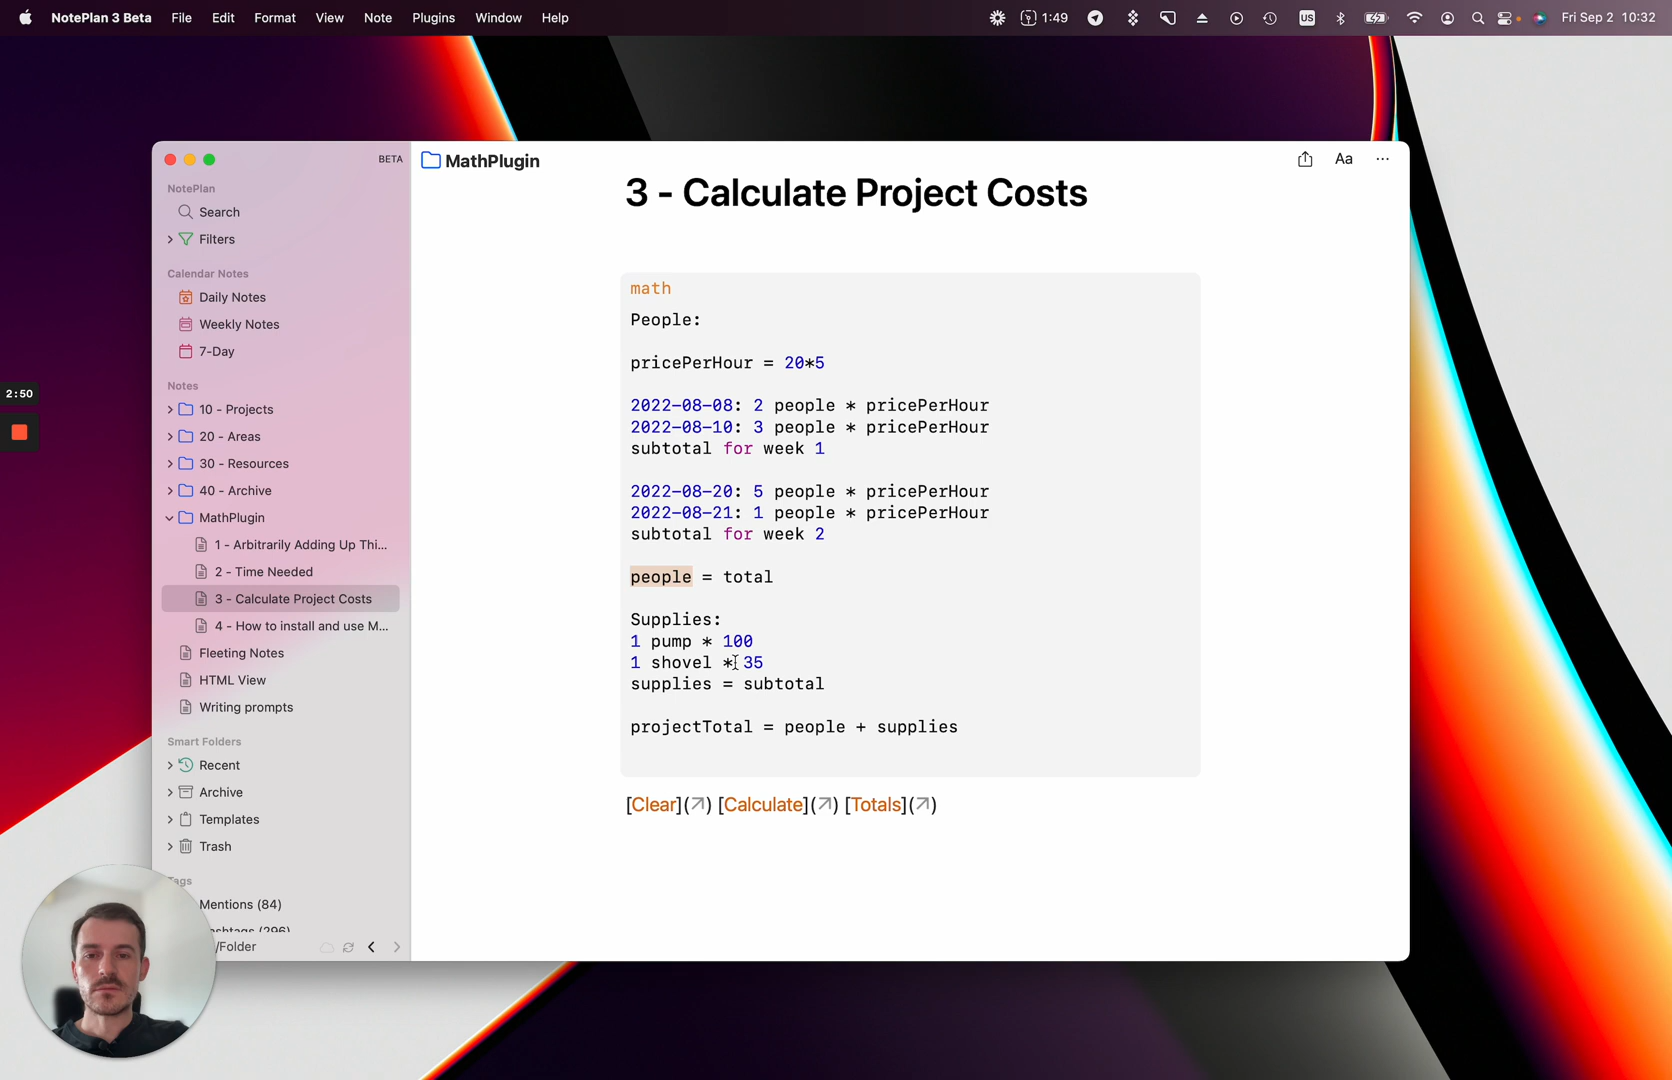 NotePlan 3 Beta File Edit Format View Note Plugins Window Help 1:49 US Fri Sep 2 10:32
2:50
BETA
NotePlan
Search
Filters
Calendar Notes
Daily Notes
Weekly Notes
7-Day
Notes
10 - Projects
20 - Areas
30 - Resources
40 - Archive
MathPlugin
1 - Arbitrarily Adding Up Thi...
2 - Time Needed
3 - Calculate Project Costs
4 - How to install and use M...
Fleeting Notes
HTML View
Writing prompts
Smart Folders
Recent
Archive
Templates
Trash
Tags
Mentions (84)
/Folder
MathPlugin
Aa
3 - Calculate Project Costs
math
People:
pricePerHour = 20*5
2022-08-08: 2 people * pricePerHour
2022-08-10: 3 people * pricePerHour
subtotal for week 1
2022-08-20: 5 people * pricePerHour
2022-08-21: 1 people * pricePerHour
subtotal for week 2
people = total
Supplies:
1 pump * 100
1 shovel * 35
supplies = subtotal
projectTotal = people + supplies
[Clear](↗) [Calculate](↗) [Totals](↗)